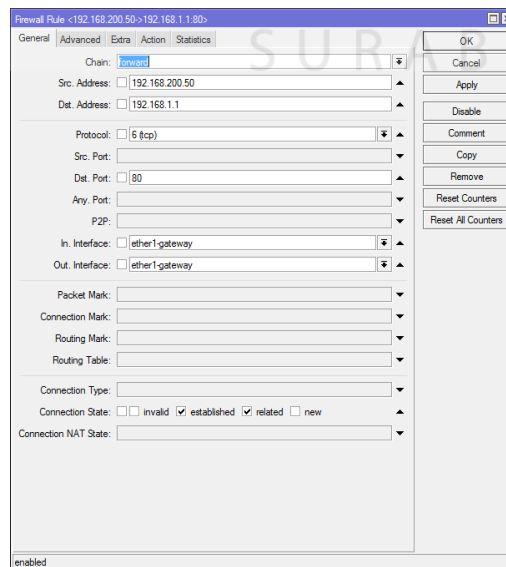 Firewall Rule <192.168.200.50->192.168.1.1:80>
General Advanced Extra Action Statistics
SURAB
Chain: forward
Src. Address: 192.168.200.50
Dst. Address: 192.168.1.1
Protocol: 6 (tcp)
Src. Port:
Dst. Port: 80
Any. Port:
P2P:
In. Interface: ether1-gateway
Out. Interface: ether1-gateway
Packet Mark:
Connection Mark:
Routing Mark:
Routing Table:
Connection Type:
Connection State: invalid established related new
Connection NAT State:
OK
Cancel
Apply
Disable
Comment
Copy
Remove
Reset Counters
Reset All Counters
enabled